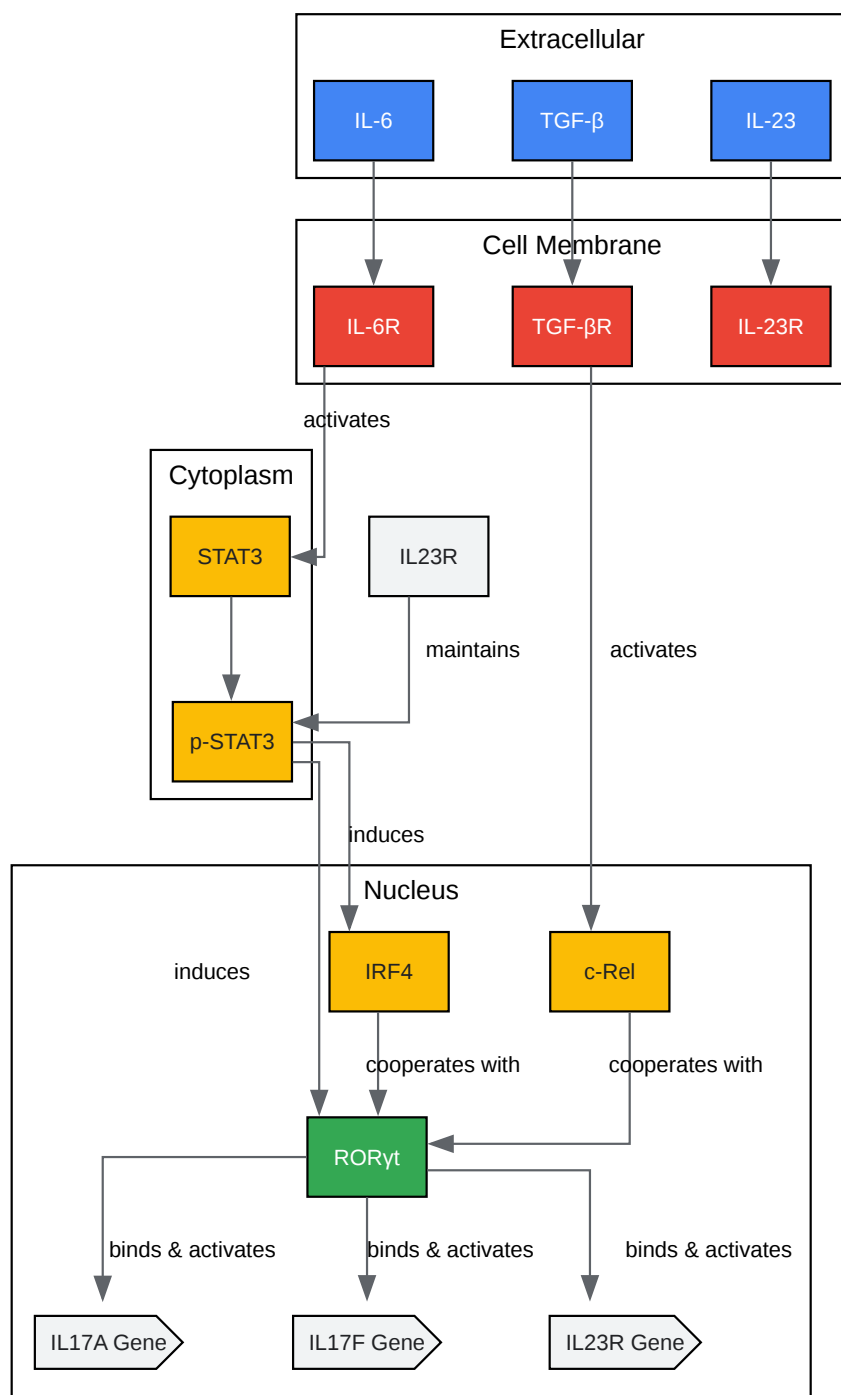 Extracellular
IL-6
TGF-β
IL-23
Cell Membrane
IL-6R
TGF-βR
IL-23R
activates
Cytoplasm
STAT3
IL23R
maintains
activates
p-STAT3
induces
Nucleus
induces
IRF4
c-Rel
cooperates with
cooperates with
RORγt
binds & activates
binds & activates
binds & activates
IL17A Gene
IL17F Gene
IL23R Gene